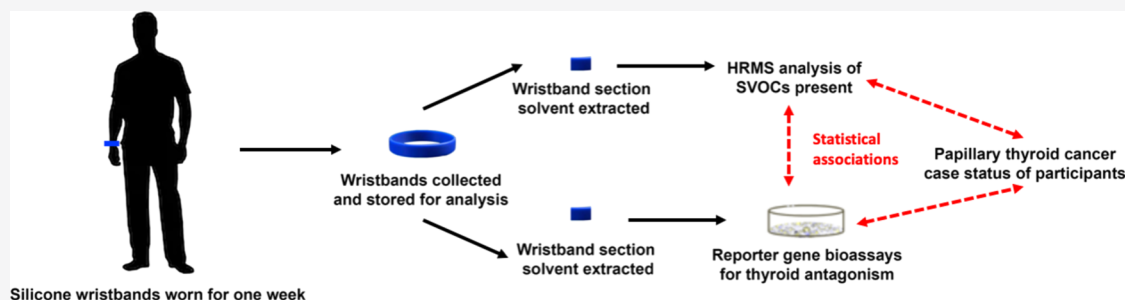 Silicone wristbands worn for one week
Wristbands collected
and stored for analysis
Wristband section
solvent extracted
Wristband section
solvent extracted
HRMS analysis of
SVOCs present
Statistical
associations
Reporter gene bioassays
for thyroid antagonism
Papillary thyroid cancer
case status of participants